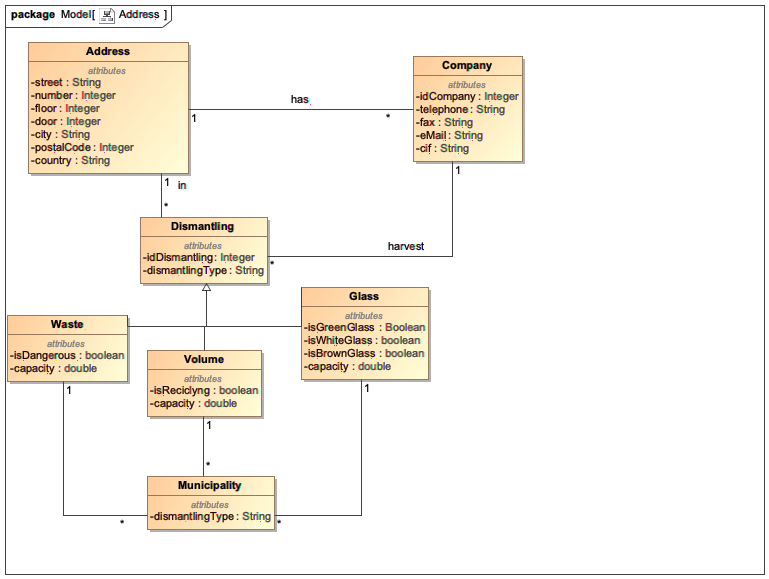 package Model[ Address ]
Address
attributes
-street : String
-number : Integer
-floor : Integer
-door : Integer
-city : String
-postalCode : Integer
-country : String
Company
attributes
-idCompany : Integer
-telephone : String
-fax : String
-eMail : String
-cif : String
has
1
*
1
in
*
1
harvest
*
Dismantling
attributes
-idDismantling : Integer
-dismantlingType : String
Waste
attributes
-isDangerous : boolean
-capacity : double
1
Volume
attributes
-isReciclyng : boolean
-capacity : double
1
Glass
attributes
-isGreenGlass : Boolean
-isWhiteGlass : boolean
-isBrownGlass : boolean
-capacity : double
1
*
Municipality
attributes
-dismantlingType : String
*
*